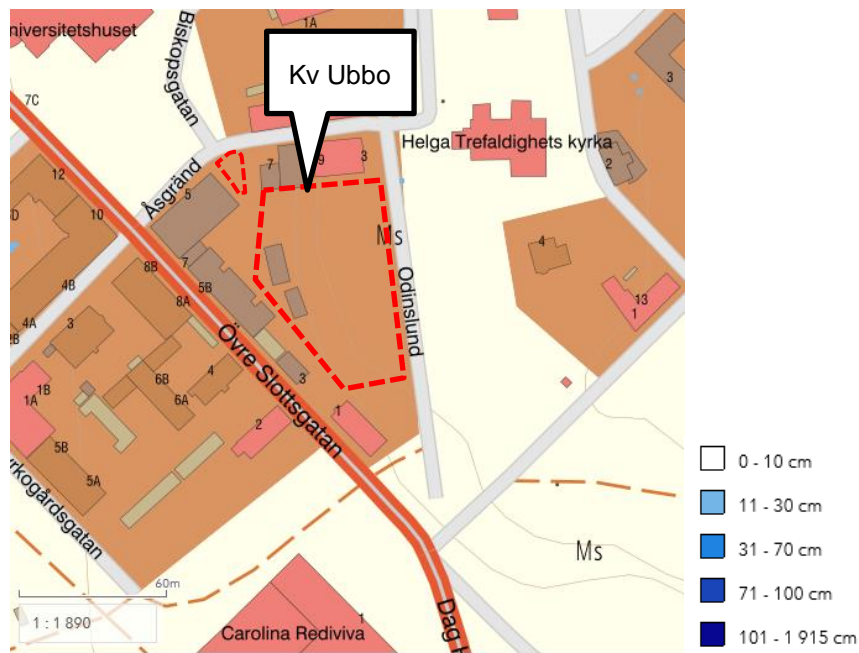 niversitetshuset
Biskopsgatan
1A
Kv Ubbo
3
7C
Helga Trefaldighets kyrka
2
7
9
3
Åsgränd
5
12
10
Ms
4
7
5B
8B
8A
4B
4A
2B
3
Odinslund
13
1
Övre Slottsgatan
4
6B
6A
3
1B
1A
2
1
5B
5A
yrkogårdsgatan
Ms
60m
1 : 1 890
Carolina Rediviva
1
Dag H
0 - 10 cm
11 - 30 cm
31 - 70 cm
71 - 100 cm
101 - 1 915 cm